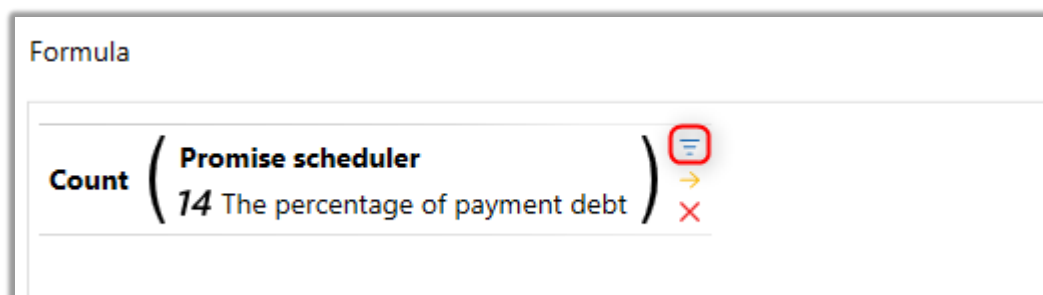 Formula
Count
Promise scheduler
14 The percentage of payment debt